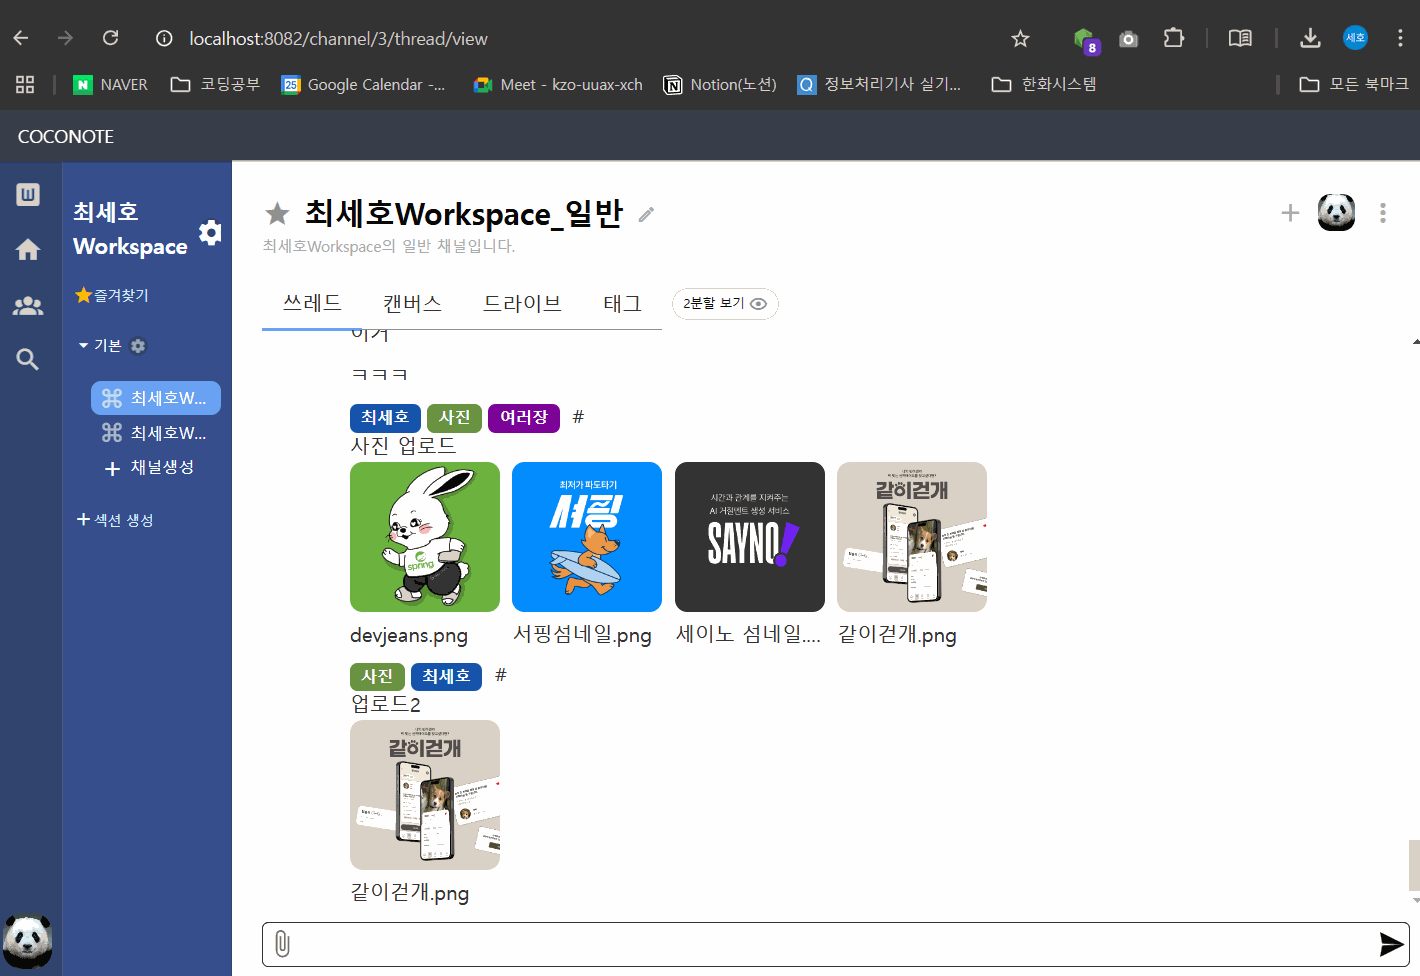 localhost:8082/channel/3/thread/view
세호
8
NAVER
코딩공부
25
Google Calendar -...
Meet - kzo-uuax-xch
Notion(노션)
정보처리기사 실기...
한화시스템
모든 북마크
COCONOTE
최세호
Workspace
즐겨찾기
기본
최세호W...
최세호W...
채널생성
섹션 생성
최세호Workspace_일반
최세호Workspace의 일반 채널입니다.
쓰레드 캔버스 드라이브 태그 2분할 보기
이거
ㅋㅋㅋ
최세호 사진 여러장 #
사진 업로드
spring
최저가 파도타기
서핑
시간과 관계를 지켜주는
AI 거절멘트 생성 서비스
SAYNO!
같이걷개
devjeans.png
서핑섬네일.png
세이노 섬네일....
같이걷개.png
사진 최세호 #
업로드2
같이걷개
같이걷개.png